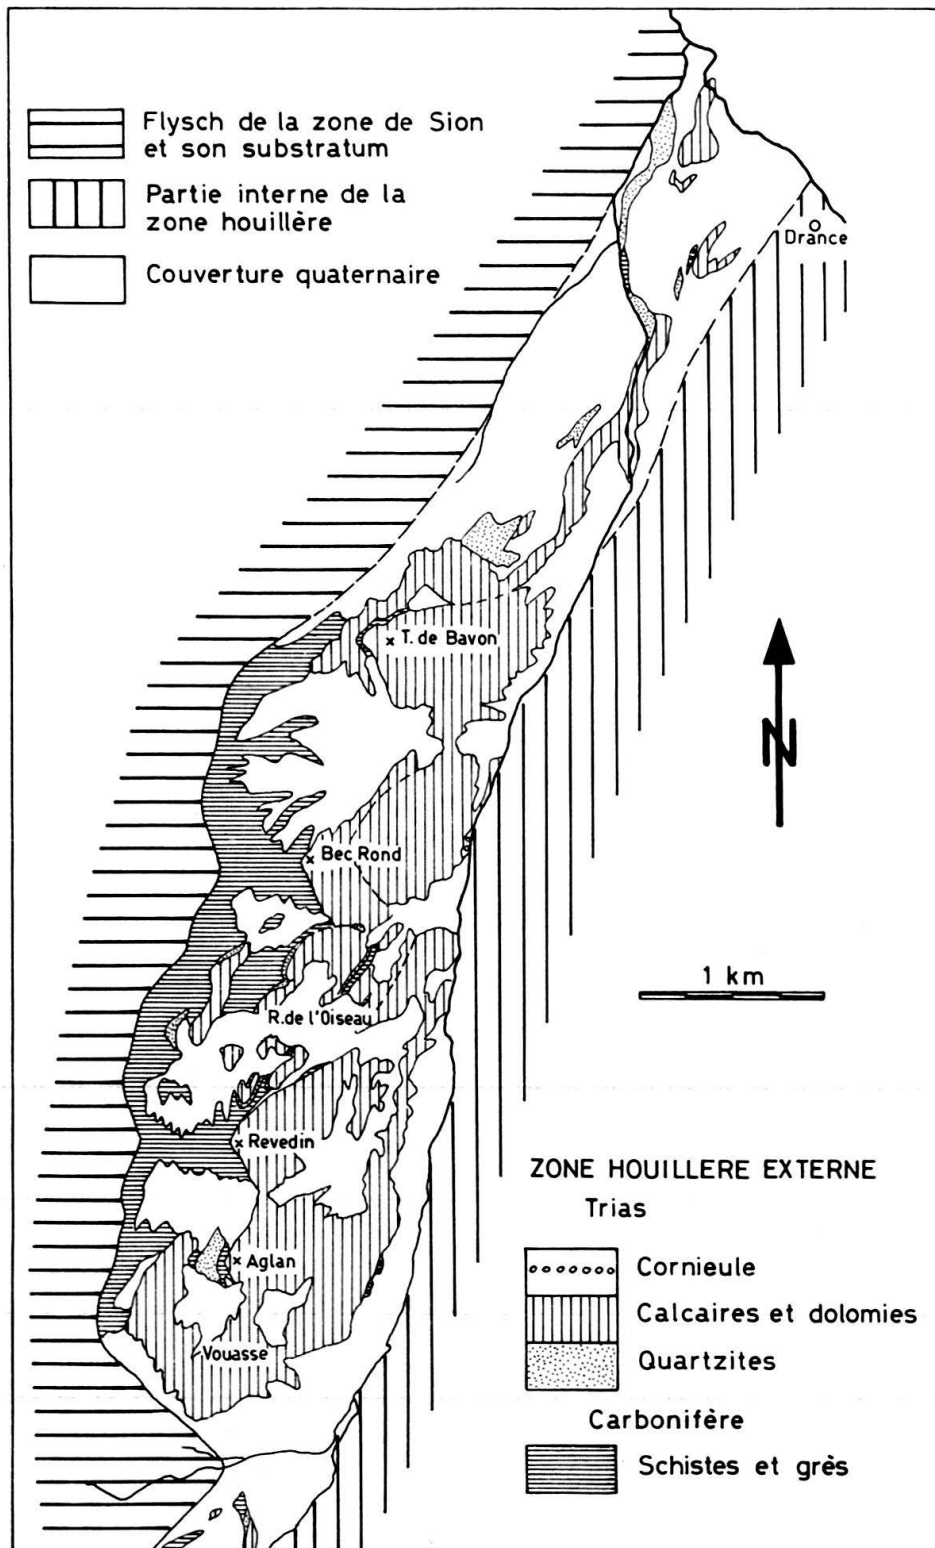 Flysch de la zone de Sion
et son substratum
Partie interne de la
zone houillère
Couverture quaternaire
Drance
T. de Bavon
N
Bec Rond
1 km
R. de l'Oiseau
Revedin
Aglan
Vouasse
ZONE HOUILLERE EXTERNE
Trias
Cornieule
Calcaires et dolomies
Quartzites
Carbonifère
Schistes et grès